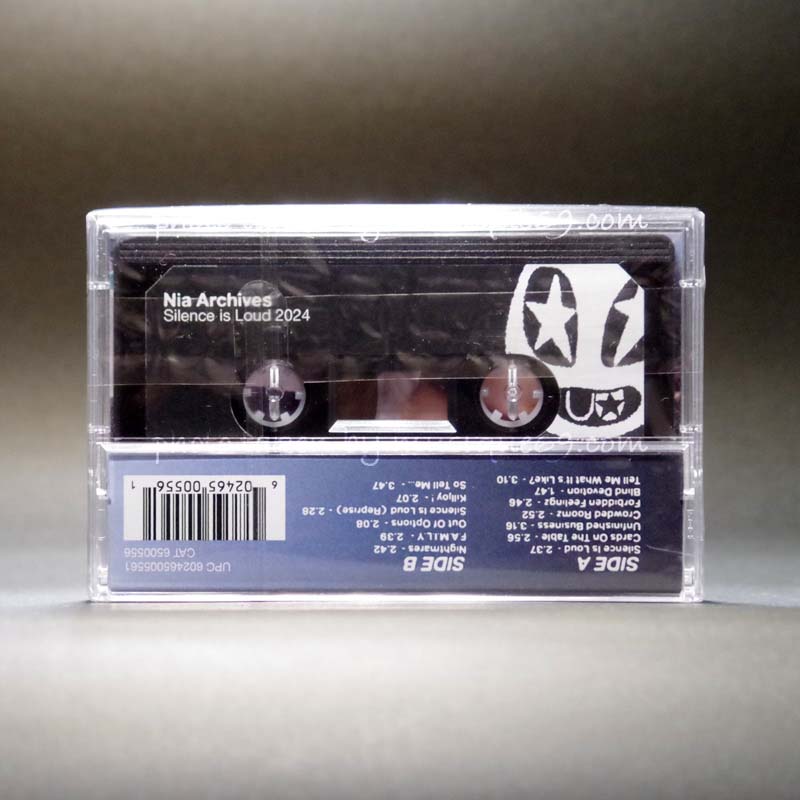 Nia Archives
Silence is Loud 2024
SIDE A
Silence is Loud - 2.37
Cards On The Table - 2.56
Unfinished Business - 3.16
Crowded Roomz - 2.52
Forbidden Feelingz - 2.46
Blind Devotion - 1.47
Tell Me What It's Like? - 3.10
SIDE B
Nightmares - 2.42
F.A.M.I.L.Y - 2.39
Out Of Options - 2.08
Silence is Loud (Reprise) - 2.28
Killjoy ! - 2.07
So Tell Me... - 3.47
UPC 602465005561
CAT 6500556
6 02465 00556 1